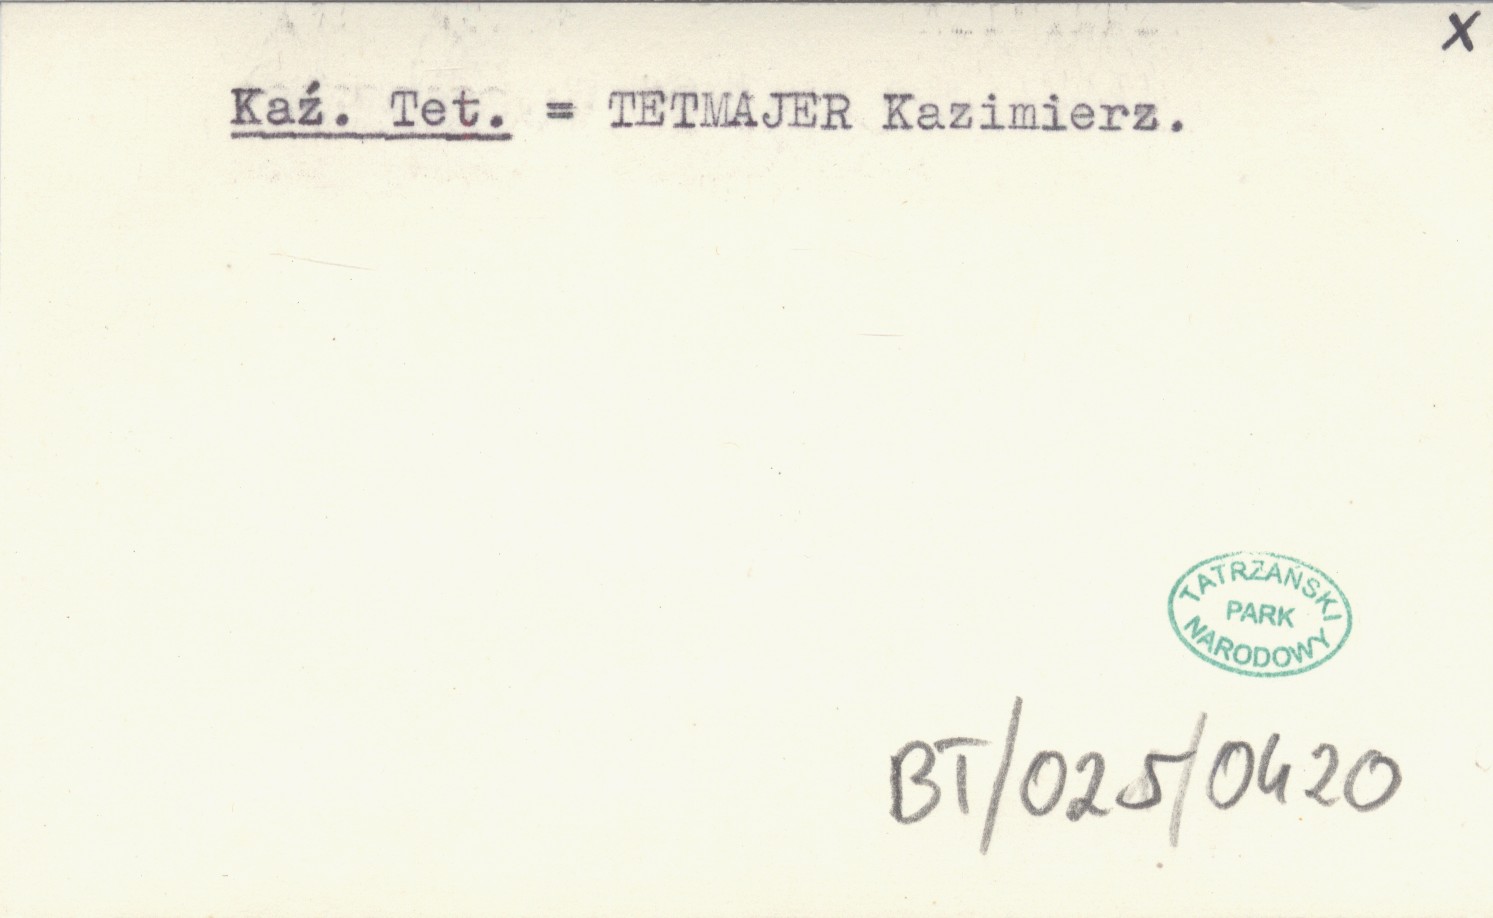 x
Kaź. Tet. = TETMAJER Kazimierz.
TATRZAŃSKI
PARK
NARODOWY
BT/025/0420